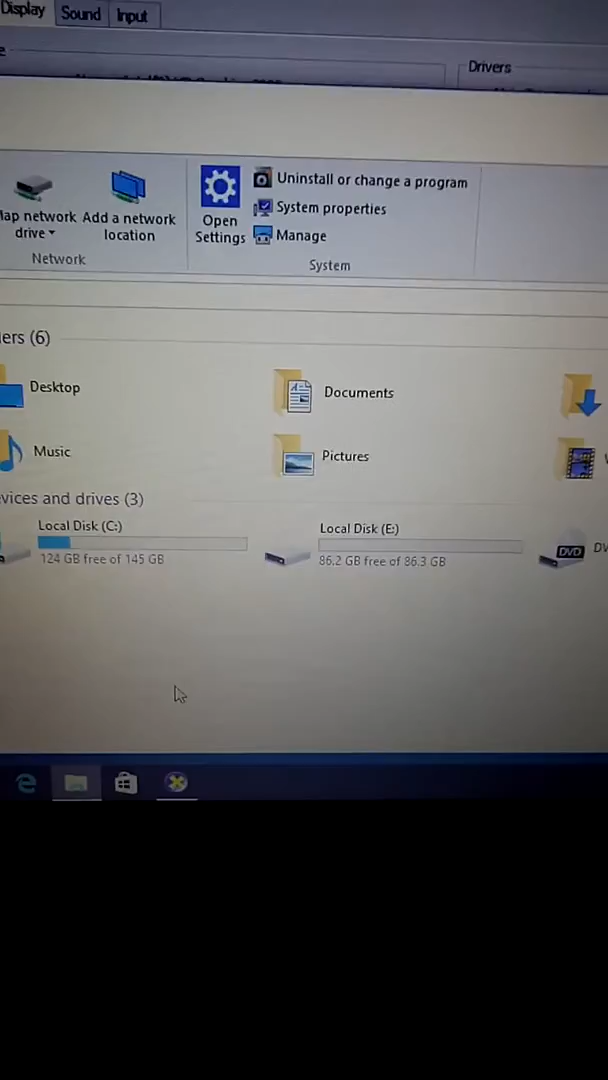 Display Sound Input
Drivers
Map network drive
Add a network location
Network
Open Settings
Uninstall or change a program
System properties
Manage
System
ers (6)
Desktop
Documents
Music
Pictures
vices and drives (3)
Local Disk (C:)
124 GB free of 145 GB
Local Disk (E:)
86.2 GB free of 86.3 GB
DVD
DV